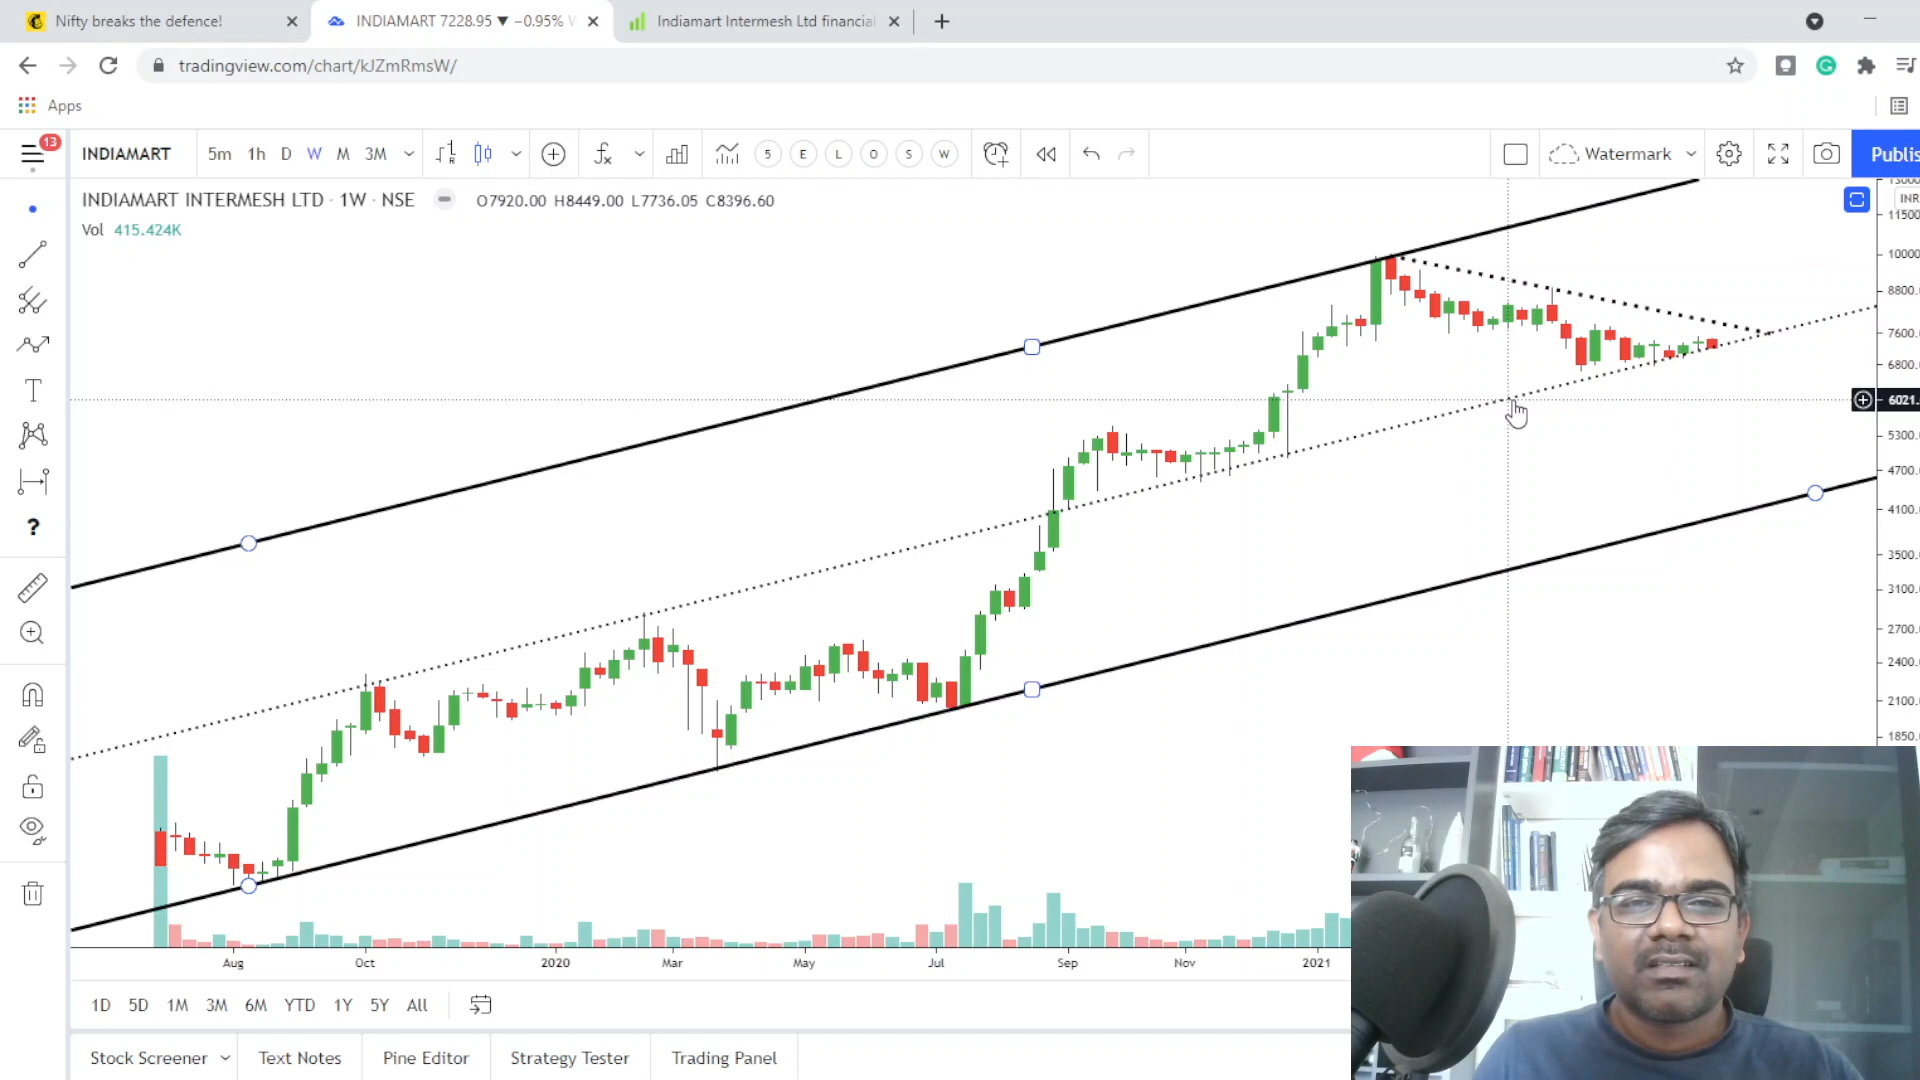 Nifty breaks the defence!
INDIAMART 7228.95 ▼ −0.95% W
Indiamart Intermesh Ltd financial
tradingview.com/chart/kJZmRmsW/
Apps
13
INDIAMART
5m 1h D W M 3M
5 E L O S W
Watermark
Publis
INDIAMART INTERMESH LTD · 1W · NSE
O7920.00 H8449.00 L7736.05 C8396.60
Vol 415.424K
INR
13000
11500
10000
8800.
7600.
6800.
6021.
5300.
4700.
4100.
3500.
3100.
2700.
2400.
2100.
1850.
Aug Oct 2020 Mar May Jul Sep Nov 2021
1D 5D 1M 3M 6M YTD 1Y 5Y All
Stock Screener Text Notes Pine Editor Strategy Tester Trading Panel